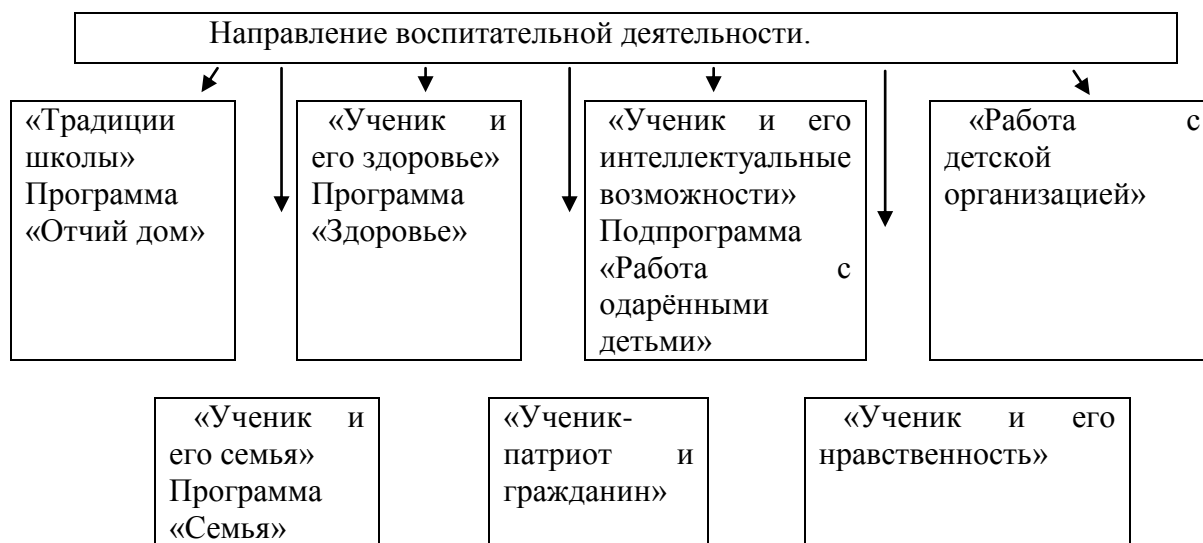 Направление воспитательной деятельности.
«Традиции
школы»
Программа
«Отчий дом»
«Ученик и
его здоровье»
Программа
«Здоровье»
«Ученик и его
интеллектуальные
возможности»
Подпрограмма
«Работа с
одарёнными
детьми»
«Работа с
детской
организацией»
«Ученик и
его семья»
Программа
«Семья»
«Ученик-
патриот и
гражданин»
«Ученик и его
нравственность»